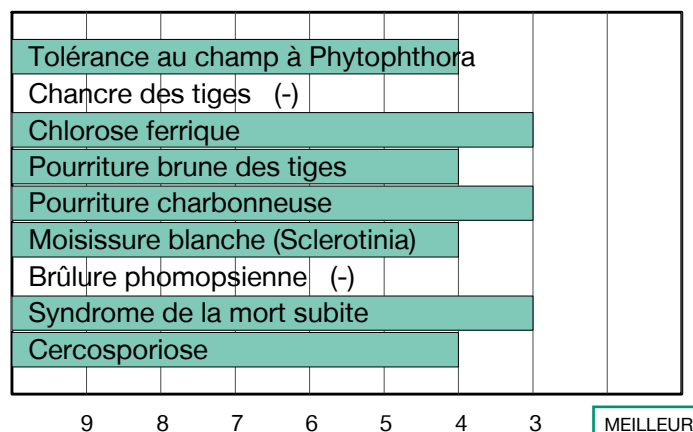 Tolérance au champ à Phytophthora
Chancre des tiges (-)
Chlorose ferrique
Pourriture brune des tiges
Pourriture charbonneuse
Moisissure blanche (Sclerotinia)
Brûlure phomopsienne (-)
Syndrome de la mort subite
Cercosporiose
9 8 7 6 5 4 3 MEILLEUR